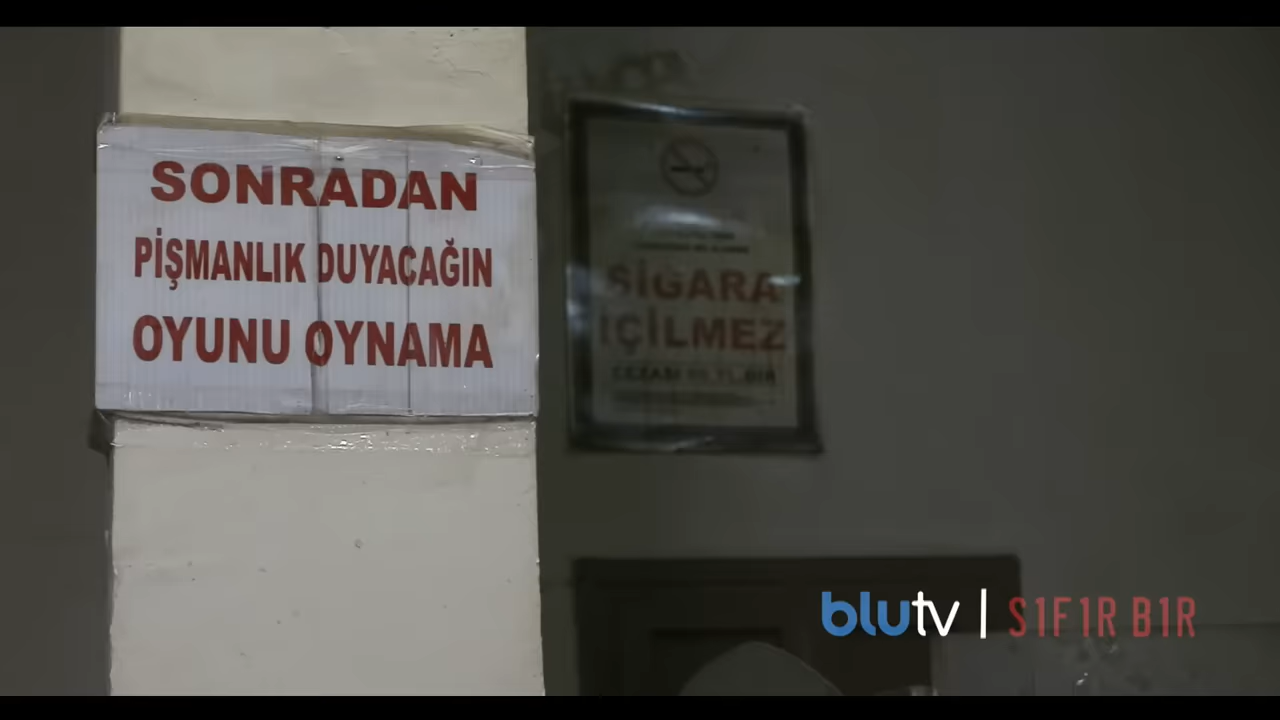 SONRADAN
PİŞMANLIK DUYACAĞIN
OYUNU OYNAMA
SİGARA
İÇİLMEZ
blutv | S1F1R B1R